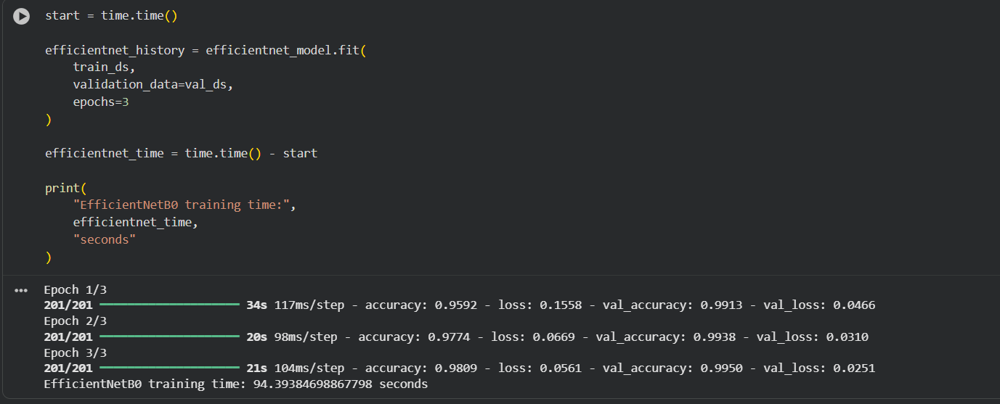 start = time.time()
efficientnet_history = efficientnet_model.fit(
train_ds,
validation_data=val_ds,
epochs=3
)
efficientnet_time = time.time() - start
print(
"EfficientNetB0 training time:",
efficientnet_time,
"seconds"
)
Epoch 1/3
201/201 ━━━━━━━━━━━━━━━━━━━━ 34s 117ms/step - accuracy: 0.9592 - loss: 0.1558 - val_accuracy: 0.9913 - val_loss: 0.0466
Epoch 2/3
201/201 ━━━━━━━━━━━━━━━━━━━━ 20s 98ms/step - accuracy: 0.9774 - loss: 0.0669 - val_accuracy: 0.9938 - val_loss: 0.0310
Epoch 3/3
201/201 ━━━━━━━━━━━━━━━━━━━━ 21s 104ms/step - accuracy: 0.9809 - loss: 0.0561 - val_accuracy: 0.9950 - val_loss: 0.0251
EfficientNetB0 training time: 94.39384698867798 seconds